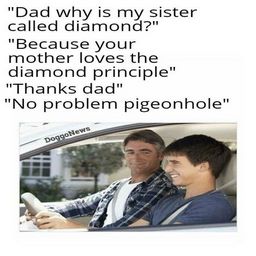 "Dad why is my sister
called diamond?"
"Because your
mother loves the
diamond principle"
"Thanks dad"
"No problem pigeonhole"
DoggoNews